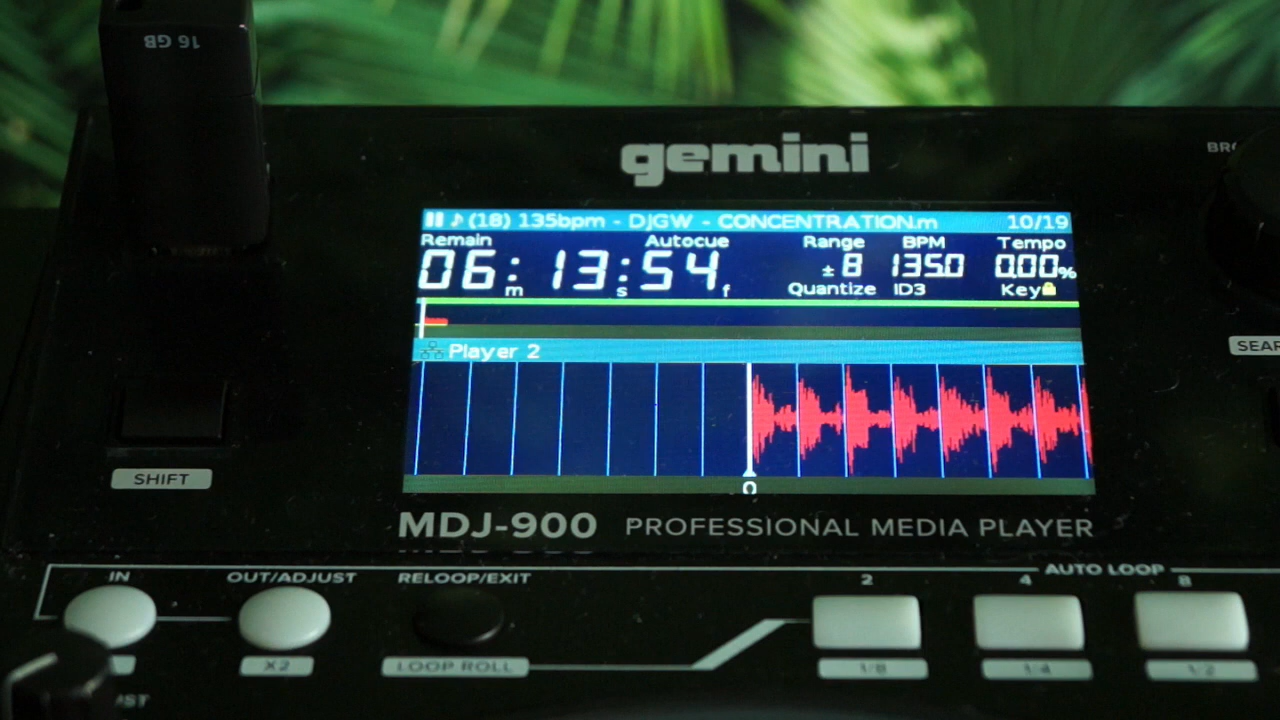 16 GB
gemini
(18) 135bpm - DJGW - CONCENTRATION.m 10/19
Remain Autocue Range BPM Tempo
06:13:54 ±8 135.0 0.00%
m s f Quantize ID3 Key
Player 2
SHIFT
MDJ-900 PROFESSIONAL MEDIA PLAYER
IN OUT/ADJUST RELOOP/EXIT 2 4 AUTO LOOP 8
X2 LOOP ROLL 1/8 1/4 1/2